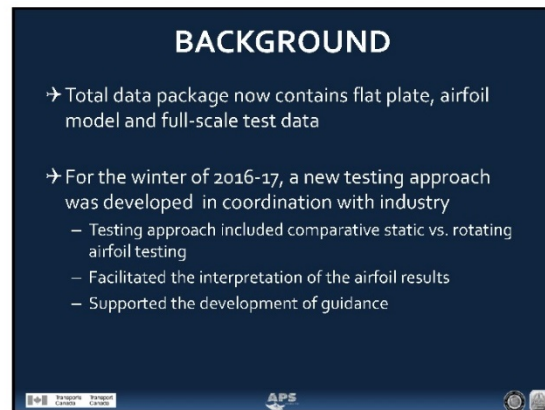 BACKGROUND
Total data package now contains flat plate, airfoil
model and full-scale test data
For the winter of 2016-17, a new testing approach
was developed in coordination with industry
– Testing approach included comparative static vs. rotating
airfoil testing
– Facilitated the interpretation of the airfoil results
– Supported the development of guidance
Transports Canada
Transport Canada
APS